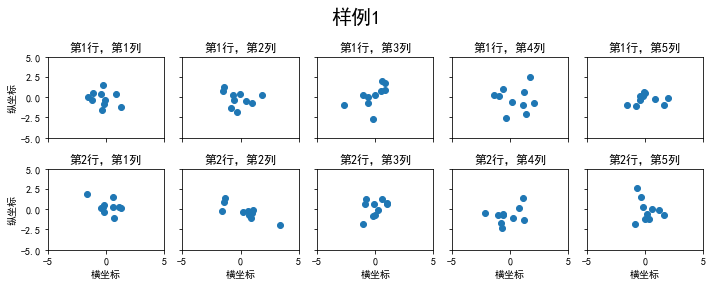 样例1
第1行，第1列 第1行，第2列 第1行，第3列 第1行，第4列 第1行，第5列
5.0
2.5
0.0
−2.5
−5.0
纵坐标
第2行，第1列 第2行，第2列 第2行，第3列 第2行，第4列 第2行，第5列
5.0
2.5
0.0
−2.5
−5.0
纵坐标
−5 0 5 −5 0 5 −5 0 5 −5 0 5 −5 0 5
横坐标 横坐标 横坐标 横坐标 横坐标